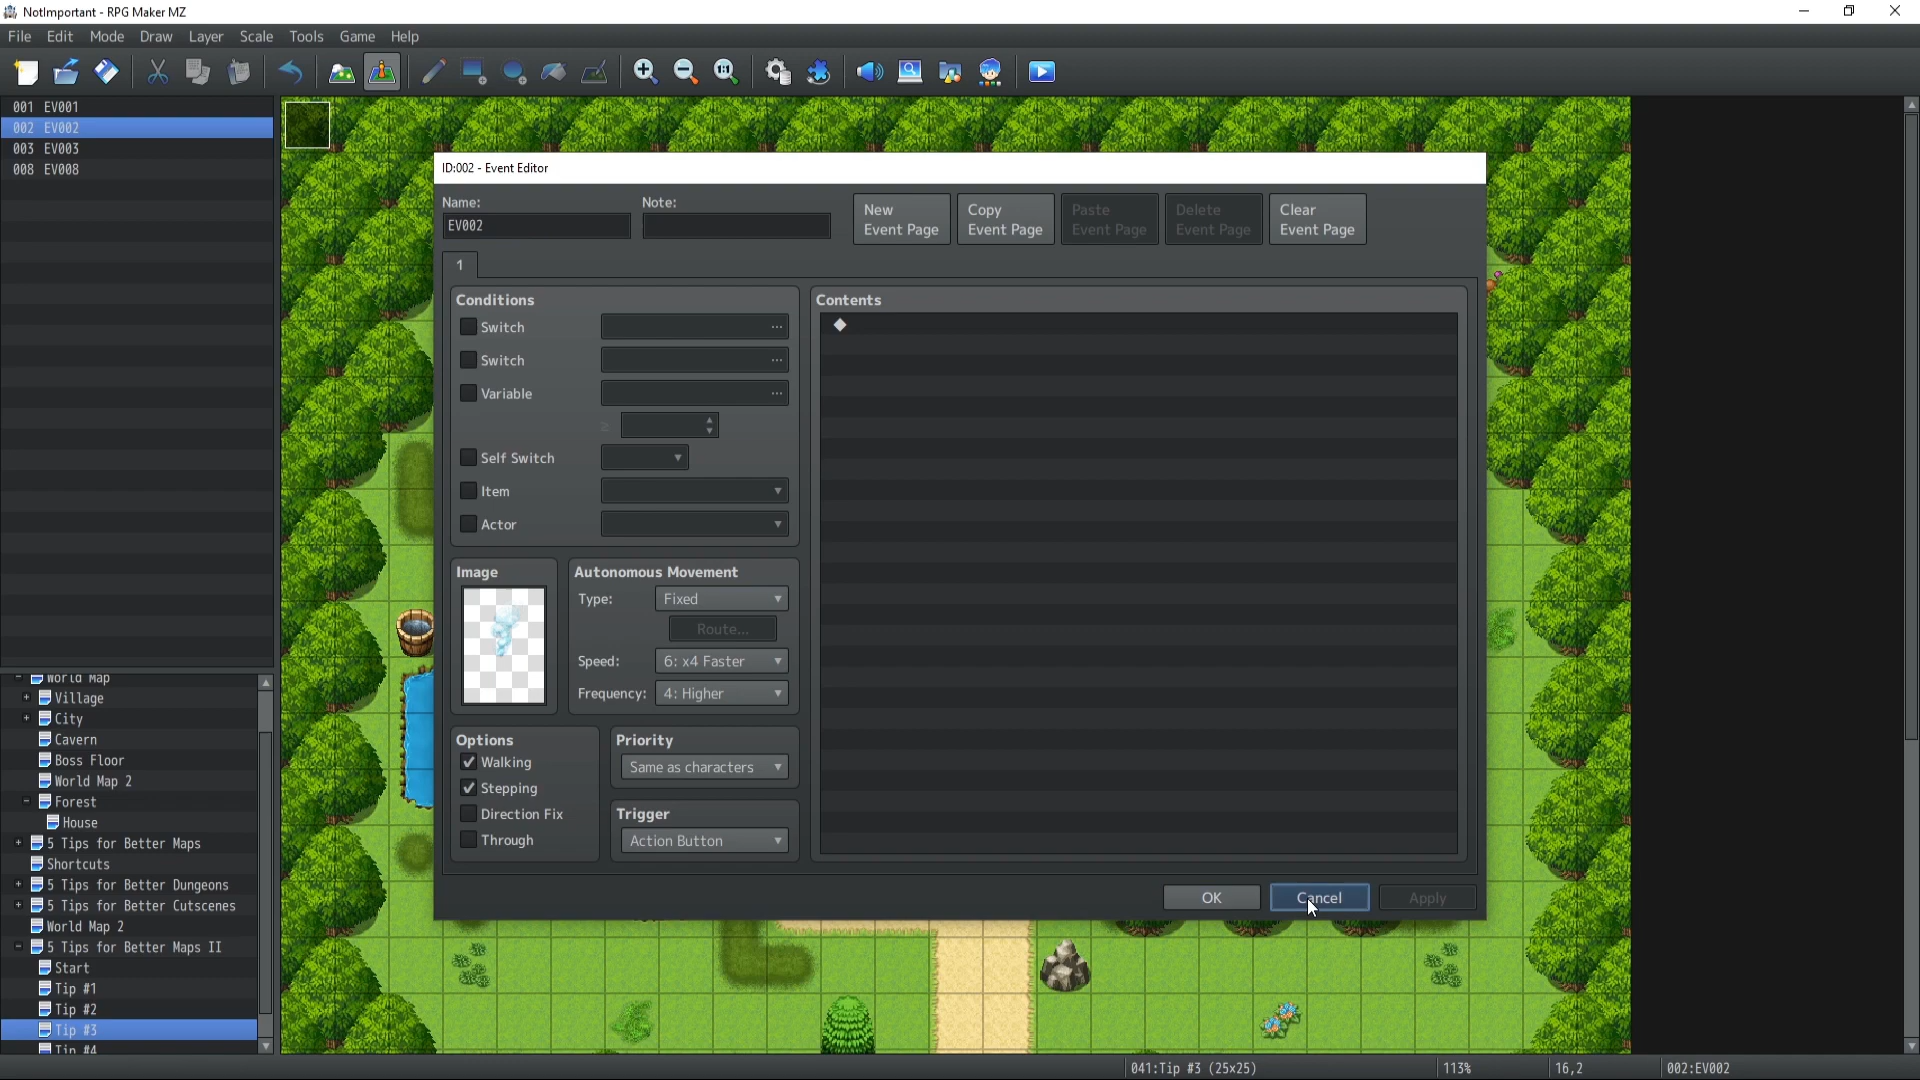 NotImportant - RPG Maker MZ
File Edit Mode Draw Layer Scale Tools Game Help
001 EV001
002 EV002
003 EV003
008 EV008
ID:002 - Event Editor
Name:
EV002
Note:
New
Event Page
Copy
Event Page
Paste
Event Page
Delete
Event Page
Clear
Event Page
1
Conditions
Switch
...
Switch
...
Variable
...
≥
Self Switch
Item
Actor
Image
Autonomous Movement
Type: Fixed
Route...
Speed: 6: x4 Faster
Frequency: 4: Higher
Options
Walking
Stepping
Direction Fix
Through
Priority
Same as characters
Trigger
Action Button
Contents
OK
Cancel
Apply
World Map
Village
City
Cavern
Boss Floor
World Map 2
Forest
House
5 Tips for Better Maps
Shortcuts
5 Tips for Better Dungeons
5 Tips for Better Cutscenes
World Map 2
5 Tips for Better Maps II
Start
Tip #1
Tip #2
Tip #3
Tip #4
041:Tip #3 (25x25)
113%
16,2
002:EV002